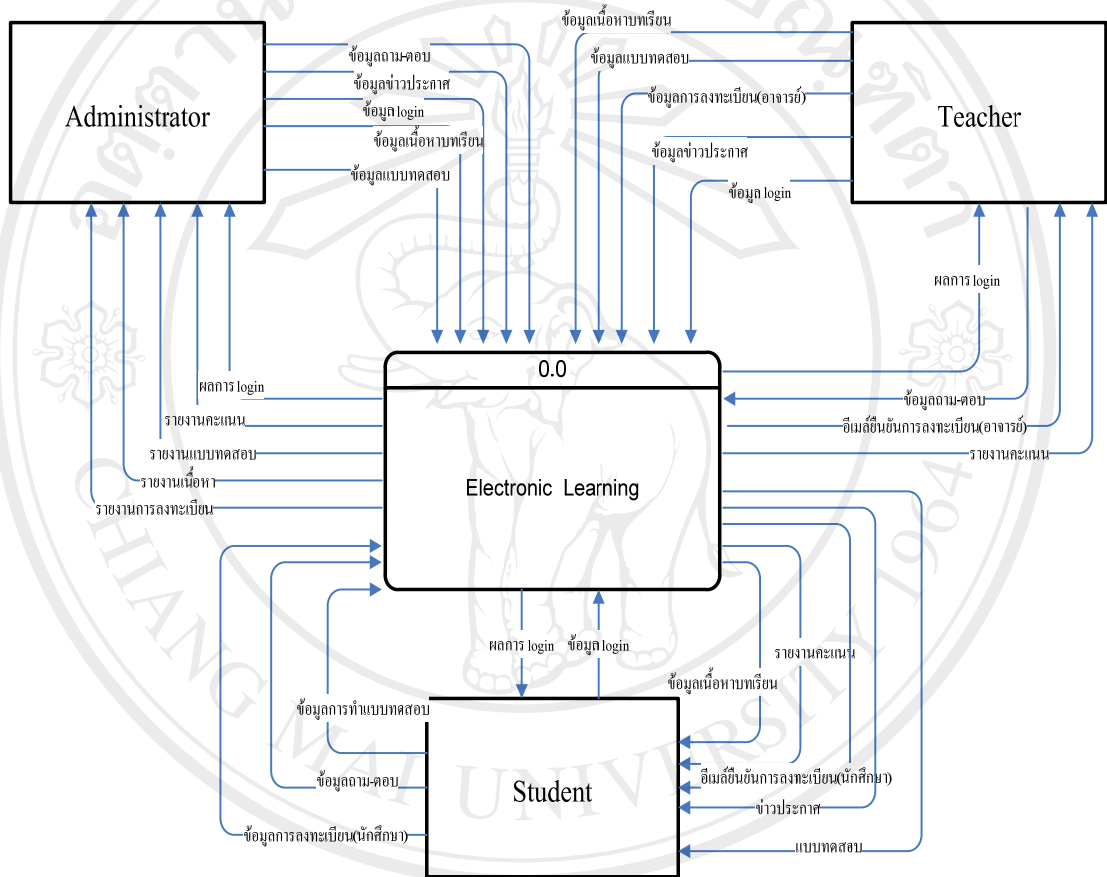 Administrator
ข้อมูลถาม-ตอบ
ข้อมูลข่าวประกาศ
ข้อมูล login
ข้อมูลเนื้อหาบทเรียน
ข้อมูลแบบทดสอบ
ข้อมูลเนื้อหาบทเรียน
ข้อมูลแบบทดสอบ
ข้อมูลการลงทะเบียน(อาจารย์)
ข้อมูลข่าวประกาศ
ข้อมูล login
Teacher
ผลการ login
รายงานคะแนน
รายงานแบบทดสอบ
รายงานเนื้อหา
รายงานการลงทะเบียน
0.0
Electronic Learning
ผลการ login
ข้อมูลถาม-ตอบ
อีเมล์ยืนยันการลงทะเบียน(อาจารย์)
รายงานคะแนน
ผลการ login
ข้อมูล login
รายงานคะแนน
ข้อมูลเนื้อหาบทเรียน
ข้อมูลการทำแบบทดสอบ
ข้อมูลถาม-ตอบ
ข้อมูลการลงทะเบียน(นักศึกษา)
Student
อีเมล์ยืนยันการลงทะเบียน(นักศึกษา)
ข่าวประกาศ
แบบทดสอบ
CHIANG MAI UNIVERSITY 1964